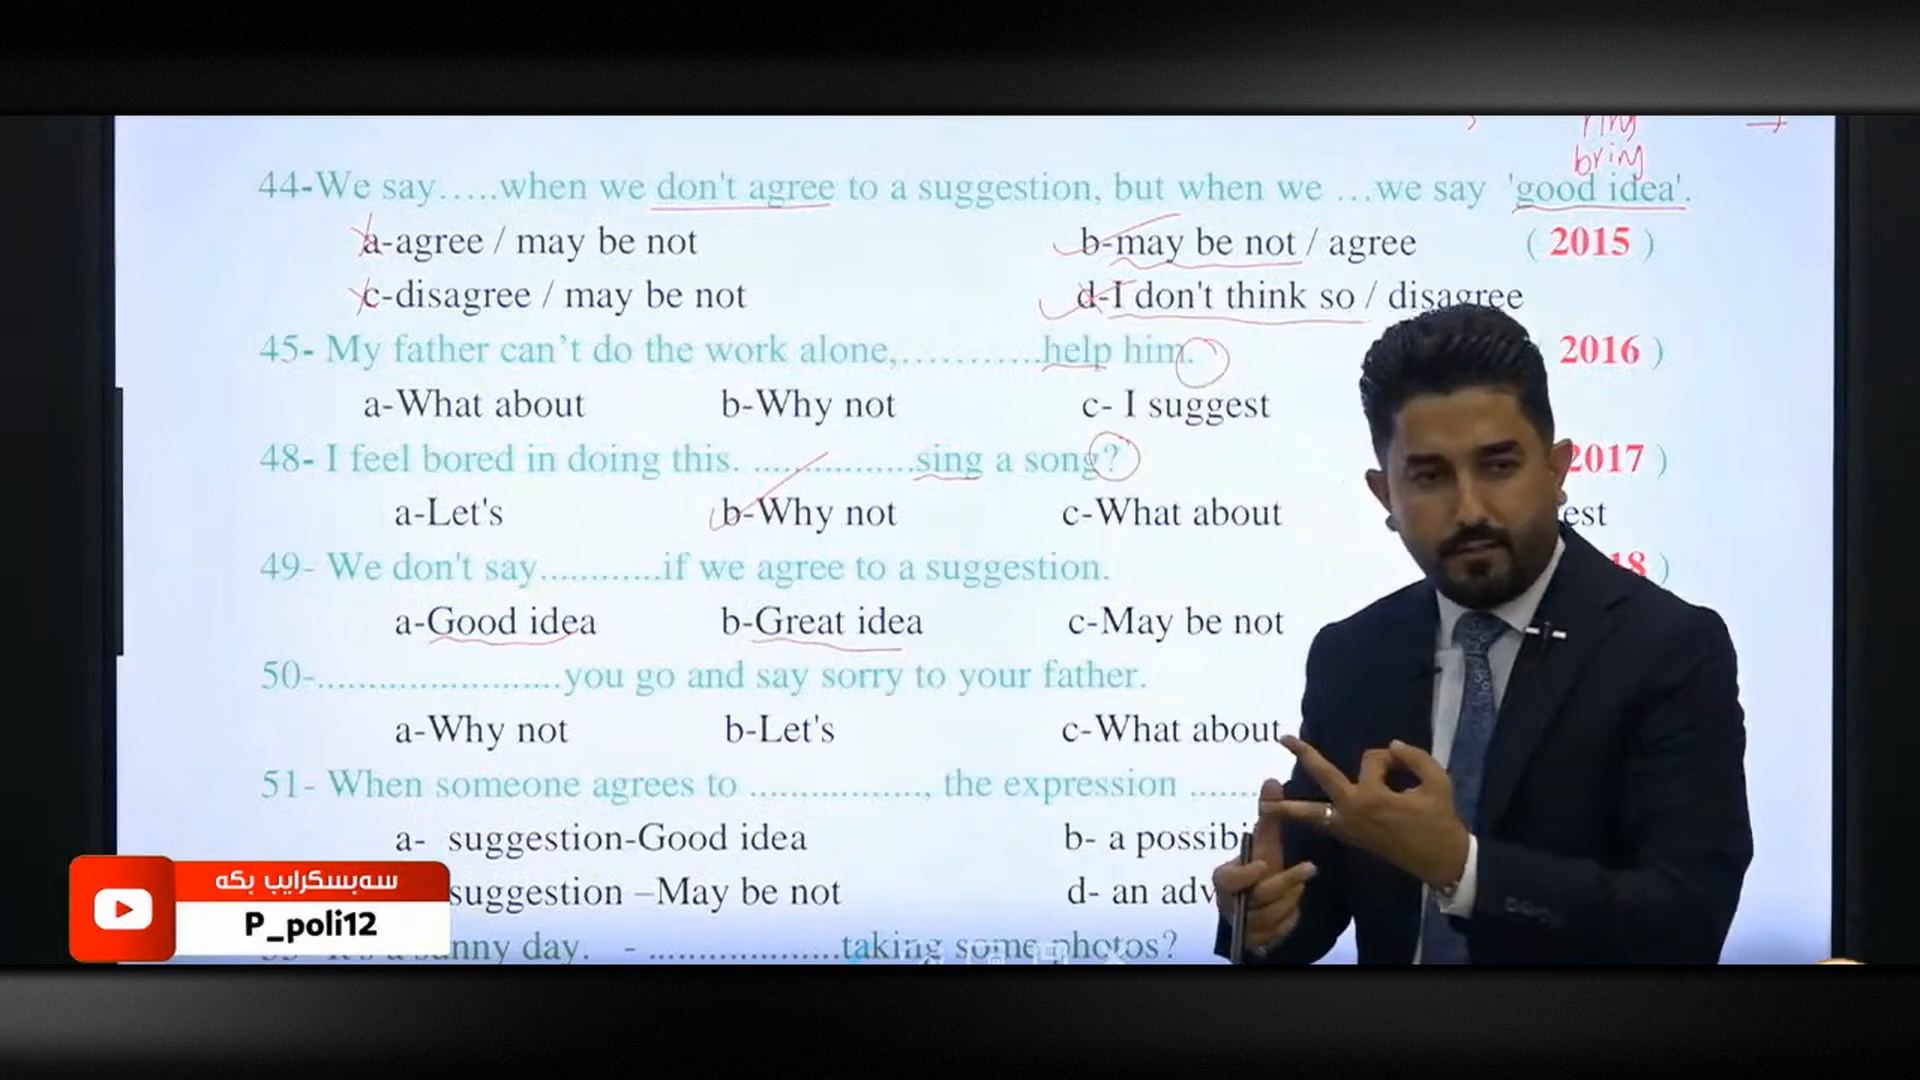 ring
bring
44-We say.....when we don't agree to a suggestion, but when we ...we say 'good idea'.
a-agree / may be not b-may be not / agree ( 2015 )
c-disagree / may be not d-I don't think so / disagree
45- My father can't do the work alone,............help him. 2016 )
a-What about b-Why not c- I suggest
48- I feel bored in doing this. ................sing a song? 2017 )
a-Let's b-Why not c-What about
49- We don't say............if we agree to a suggestion. )
a-Good idea b-Great idea c-May be not
50-........................you go and say sorry to your father.
a-Why not b-Let's c-What about
51- When someone agrees to ................., the expression .......
a- suggestion-Good idea b- a
suggestion –May be not d- an
day. - ...................taking some photos?
سەبسکرایب بکە
P_poli12